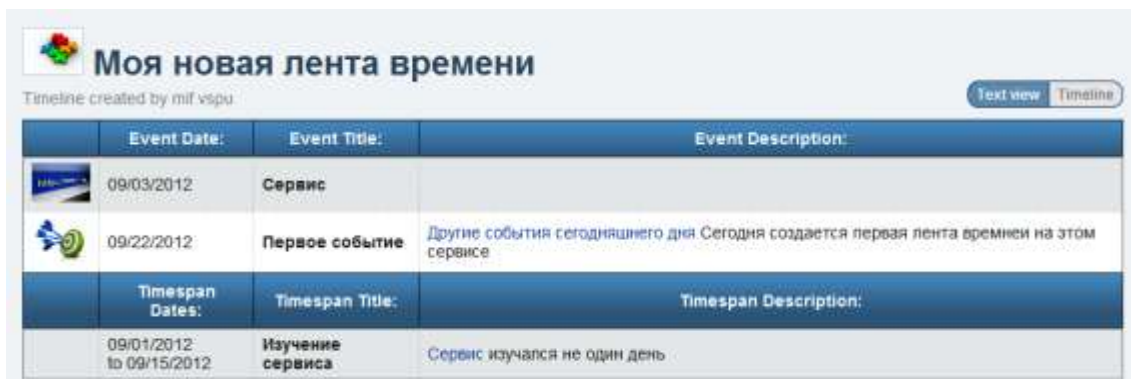 Моя новая лента времени
Timeline created by mif vspu
Text view Timeline
Event Date: Event Title: Event Description:
09/03/2012 Сервис
09/22/2012 Первое событие Другие события сегодняшнего дня Сегодня создается первая лента времнеи на этом
сервисе
Timespan
Dates: Timespan Title: Timespan Description:
09/01/2012
to 09/15/2012 Изучение
сервиса Сервис изучался не один день